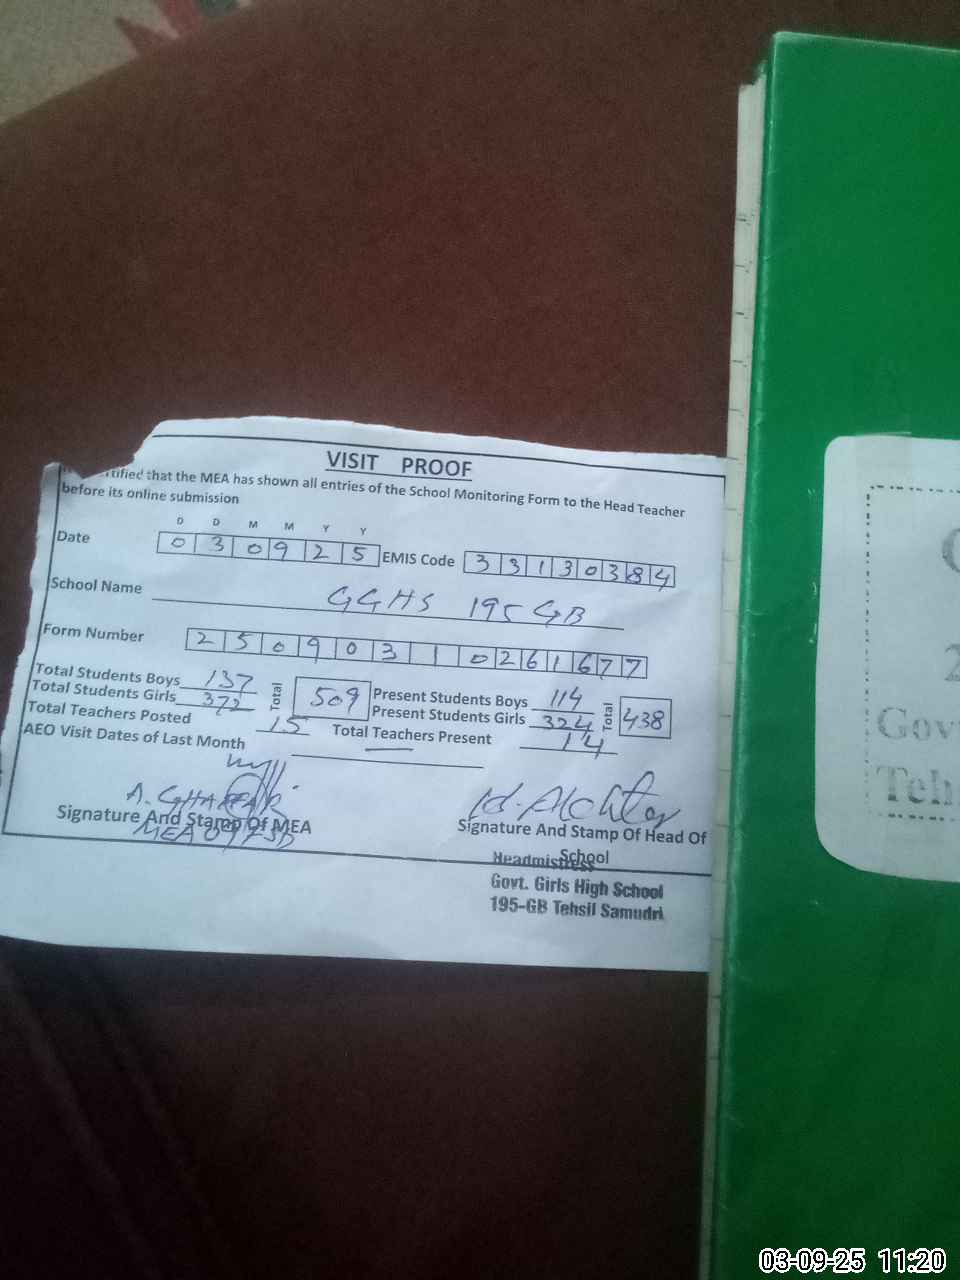 VISIT PROOF
tified that the MEA has shown all entries of the School Monitoring Form to the Head Teacher
before its online submission
D D M M Y Y
Date 0 3 0 9 2 5 EMIS Code 3 3 1 3 0 3 8 4
School Name GGHS 195 GB
Form Number 2 5 0 9 0 3 1 0 2 6 1 6 7 7
Total Students Boys 137 Present Students Boys 114
Total Students Girls 372 Total 509 Present Students Girls 324 Total 438
Total Teachers Posted 15 Total Teachers Present 14
AEO Visit Dates of Last Month —
A. GHAFFAR
Signature And Stamp Of MEA
MEA 09 FSD
Signature And Stamp Of Head Of
School
Headmistress
Govt. Girls High School
195-GB Tehsil Samudri
Gov
Teh
03-09-25 11:20